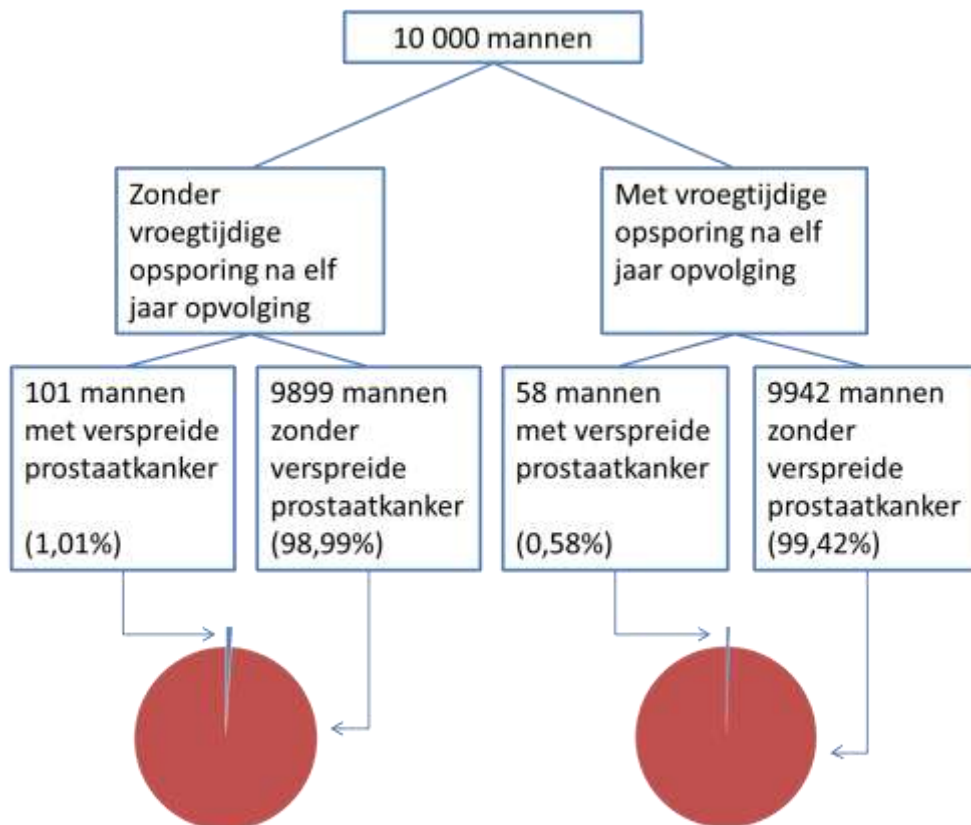 10 000 mannen
Zonder
vroegtijdige
opsporing na elf
jaar opvolging
Met vroegtijdige
opsporing na elf
jaar opvolging
101 mannen
met verspreide
prostaatkanker
(1,01%)
9899 mannen
zonder
verspreide
prostaatkanker
(98,99%)
58 mannen
met verspreide
prostaatkanker
(0,58%)
9942 mannen
zonder
verspreide
prostaatkanker
(99,42%)